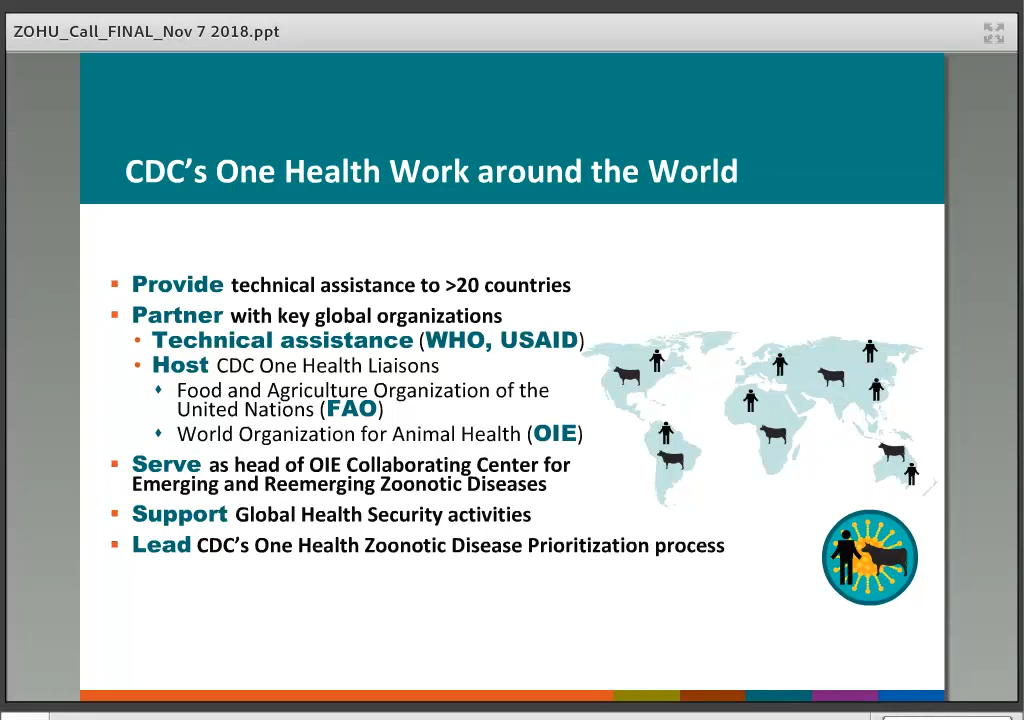 ZOHU_Call_FINAL_Nov 7 2018.ppt
CDC's One Health Work around the World
▪ Provide technical assistance to >20 countries
▪ Partner with key global organizations
• Technical assistance (WHO, USAID)
• Host CDC One Health Liaisons
♦ Food and Agriculture Organization of the
United Nations (FAO)
♦ World Organization for Animal Health (OIE)
▪ Serve as head of OIE Collaborating Center for
Emerging and Reemerging Zoonotic Diseases
▪ Support Global Health Security activities
▪ Lead CDC's One Health Zoonotic Disease Prioritization process